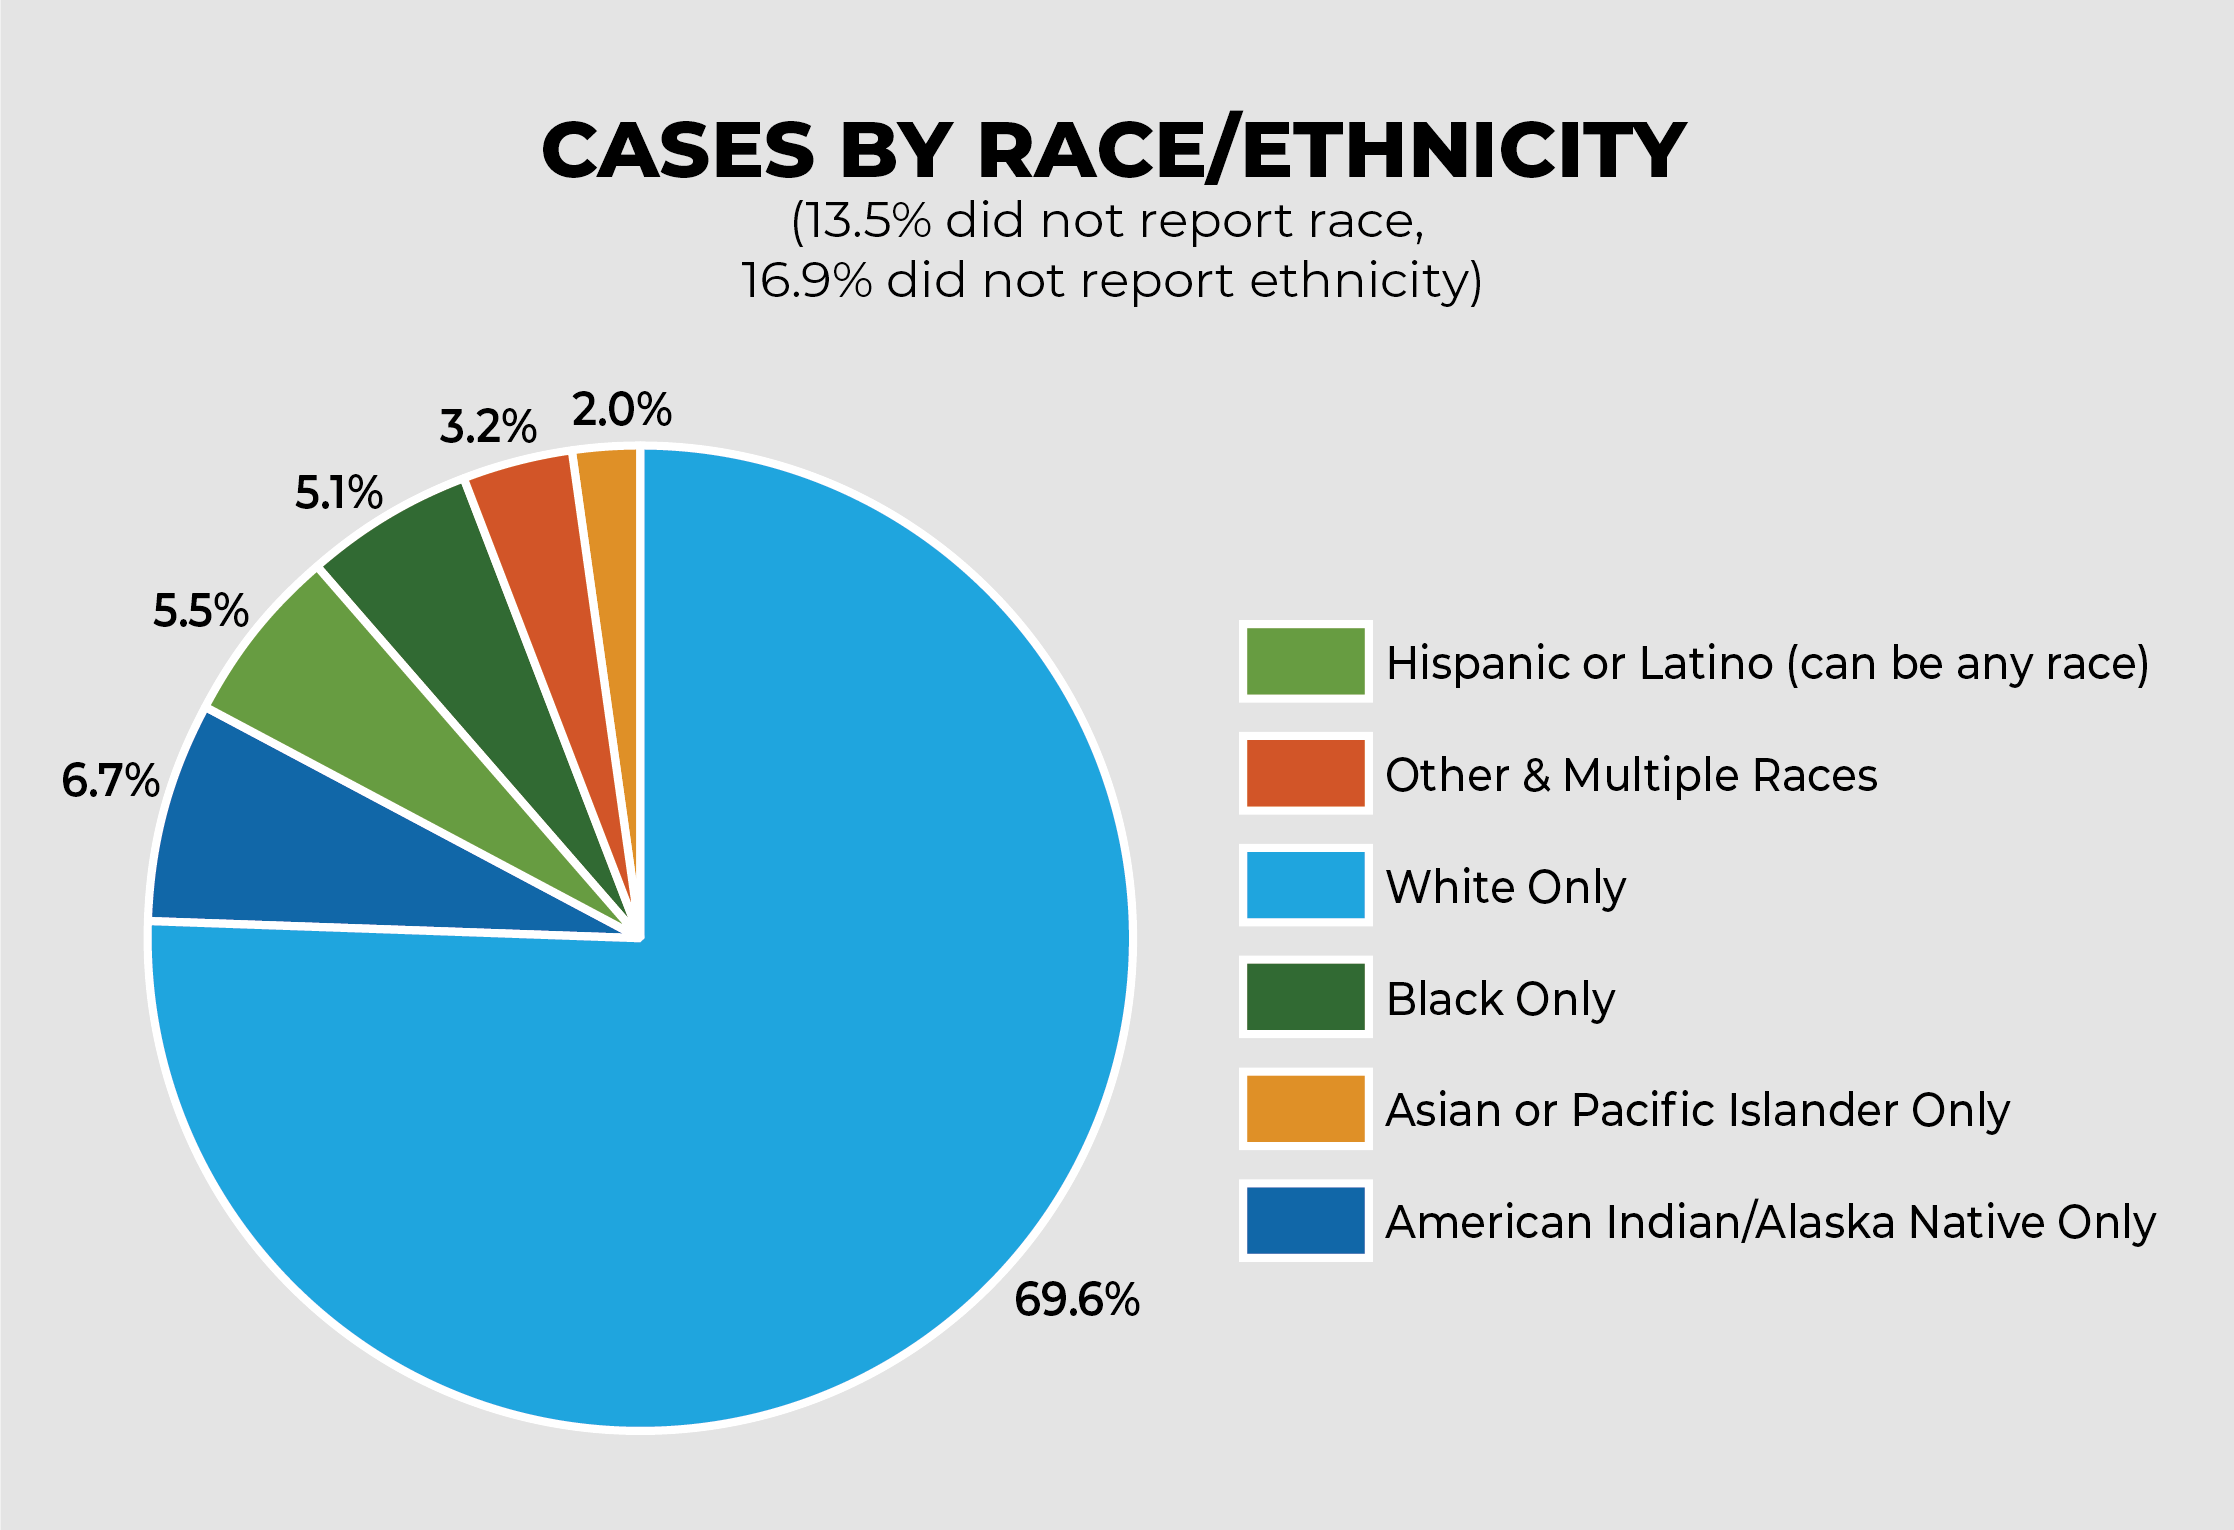 CASES BY RACE/ETHNICITY
(13.5% did not report race,
16.9% did not report ethnicity)
2.0%
3.2%
5.1%
5.5%
6.7%
69.6%
Hispanic or Latino (can be any race)
Other & Multiple Races
White Only
Black Only
Asian or Pacific Islander Only
American Indian/Alaska Native Only